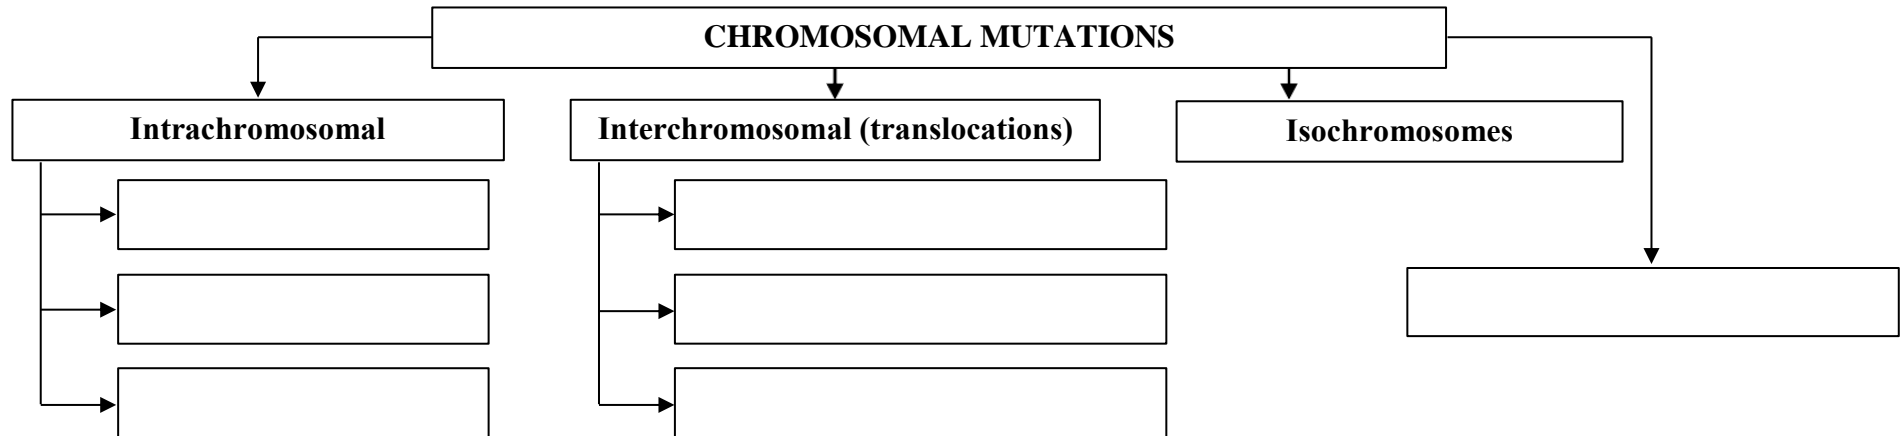 CHROMOSOMAL MUTATIONS
Intrachromosomal
Interchromosomal (translocations)
Isochromosomes